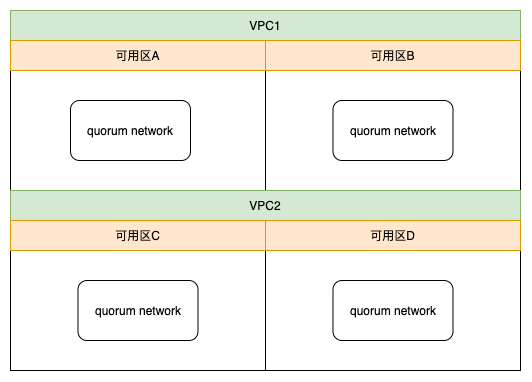 VPC1
可用区A
可用区B
quorum network
quorum network
VPC2
可用区C
可用区D
quorum network
quorum network